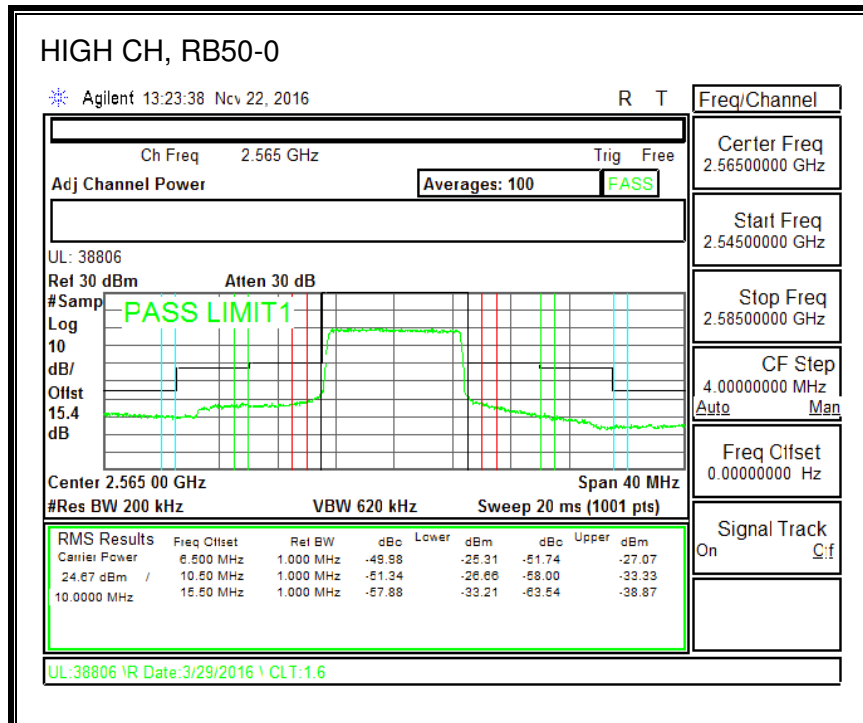 HIGH CH, RB50-0
Agilent 13:23:38 Nov 22, 2016 R T
Freq/Channel
Ch Freq 2.565 GHz Trig Free
Adj Channel Power Averages: 100 PASS
Center Freq
2.56500000 GHz
Start Freq
2.54500000 GHz
Stop Freq
2.58500000 GHz
CF Step
4.00000000 MHz
Auto Man
Freq Offset
0.00000000 Hz
Signal Track
On Off
UL: 38806
Ref 30 dBm Atten 30 dB
#Samp
Log
10
dB/
Offst
15.4
dB
PASS LIMIT1
Center 2.565 00 GHz Span 40 MHz
#Res BW 200 kHz VBW 620 kHz Sweep 20 ms (1001 pts)
RMS Results Freq Offset Ref BW dBc Lower dBm dBc Upper dBm
Carrier Power 6.500 MHz 1.000 MHz -49.98 -25.31 -51.74 -27.07
24.67 dBm / 10.50 MHz 1.000 MHz -51.34 -26.66 -58.00 -33.33
10.0000 MHz 15.50 MHz 1.000 MHz -57.88 -33.21 -63.54 -38.87
UL:38806 \R Date:3/29/2016 \ CLT:1.6